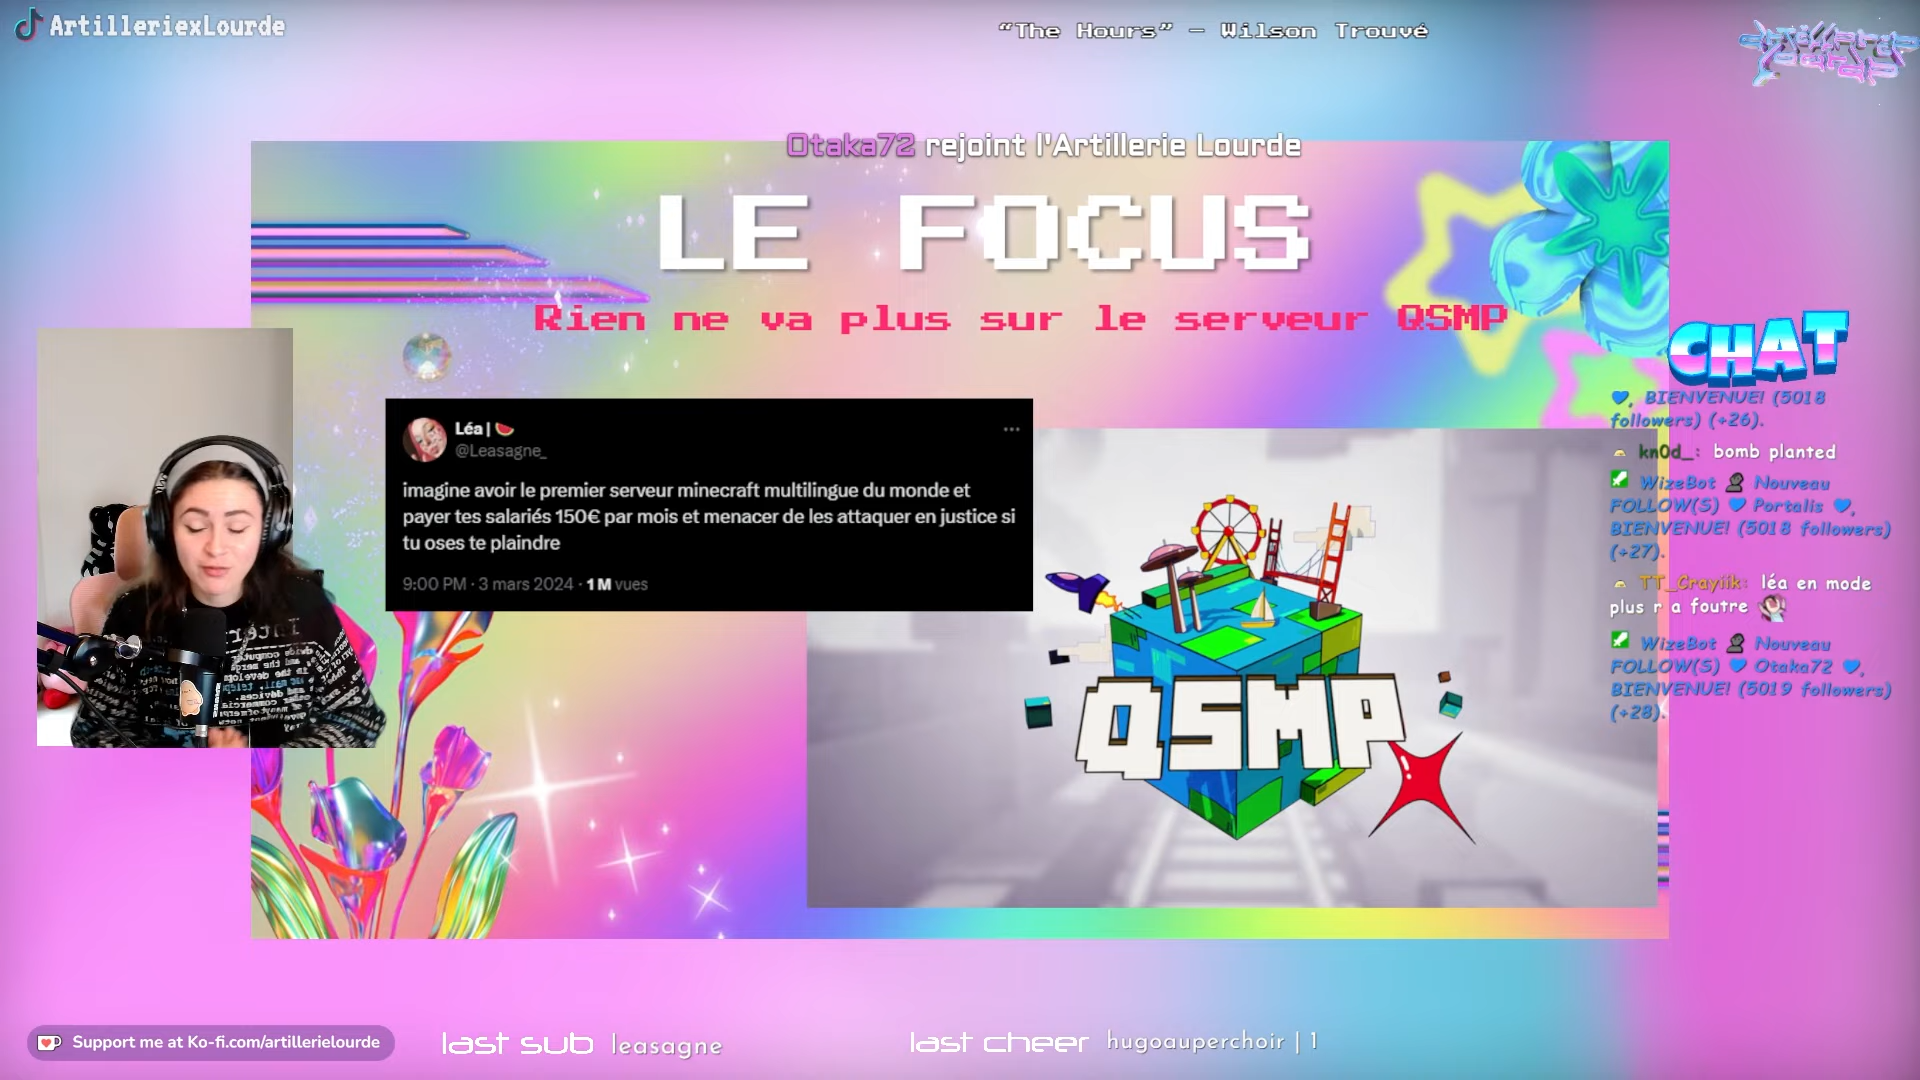 ArtilleriexLourde
“The Hours” – Wilson Trouvé
Otaka72 rejoint l'Artillerie Lourde
LE FOCUS
Rien ne va plus sur le serveur QSMP
Léa | 🍉
@Leasagne_
imagine avoir le premier serveur minecraft multilingue du monde et
payer tes salariés 150€ par mois et menacer de les attaquer en justice si
tu oses te plaindre
9:00 PM · 3 mars 2024 · 1 M vues
QSMP
CHAT
💙, BIENVENUE! (5018
followers) (+26).
kn0d_: bomb planted
WizeBot 👤 Nouveau
FOLLOW(S) 💙 Portalis 💙,
BIENVENUE! (5018 followers)
(+27).
TT_Crayiik: léa en mode
plus r a foutre
WizeBot 👤 Nouveau
FOLLOW(S) 💙 Otaka72 💙,
BIENVENUE! (5019 followers)
(+28).
Support me at Ko-fi.com/artillerielourde
last sub leasagne
last cheer hugoauperchoir | 1